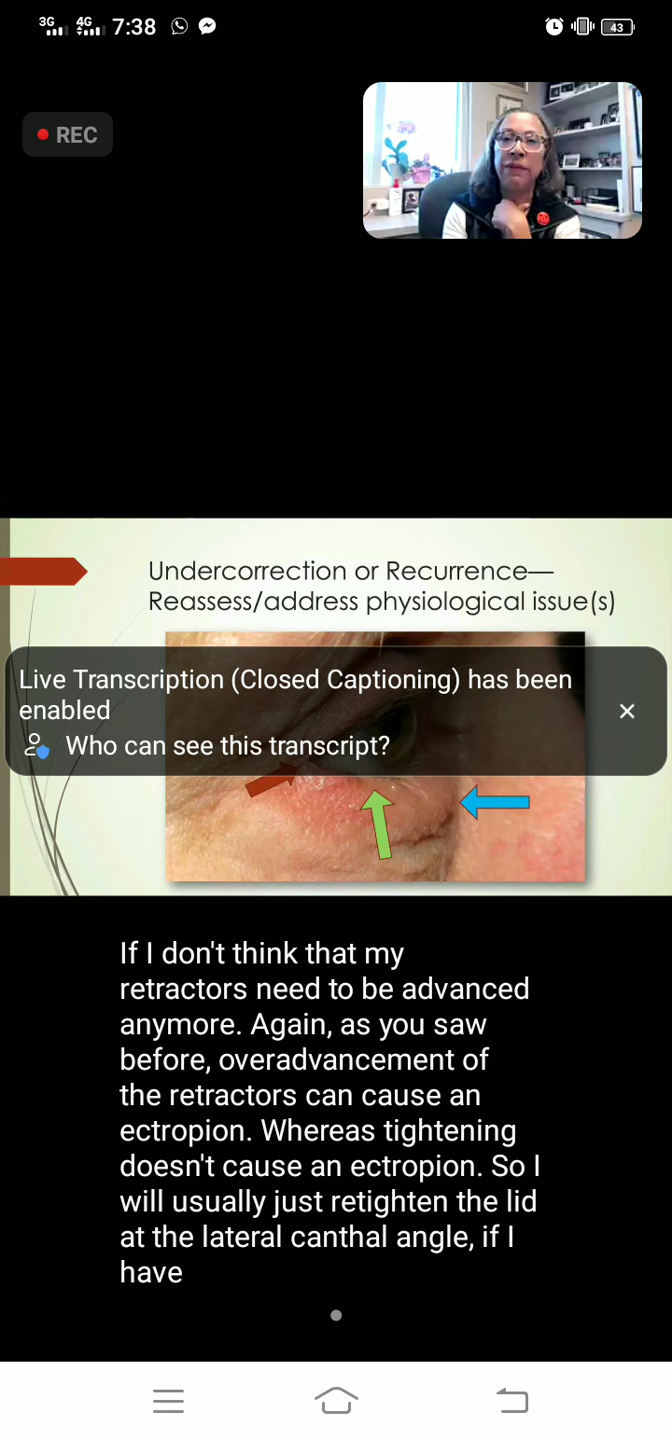 3G 4G 7:38 43
REC
Undercorrection or Recurrence—
Reassess/address physiological issue(s)
Live Transcription (Closed Captioning) has been
enabled
Who can see this transcript?
If I don't think that my
retractors need to be advanced
anymore. Again, as you saw
before, overadvancement of
the retractors can cause an
ectropion. Whereas tightening
doesn't cause an ectropion. So I
will usually just retighten the lid
at the lateral canthal angle, if I
have